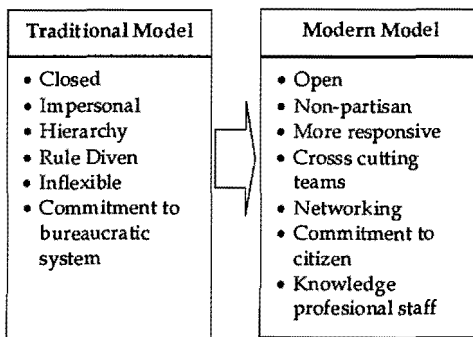 Traditional Model
• Closed
• Impersonal
• Hierarchy
• Rule Diven
• Inflexible
• Commitment to
bureaucratic
system
Modern Model
• Open
• Non-partisan
• More responsive
• Crosss cutting
teams
• Networking
• Commitment to
citizen
• Knowledge
profesional staff